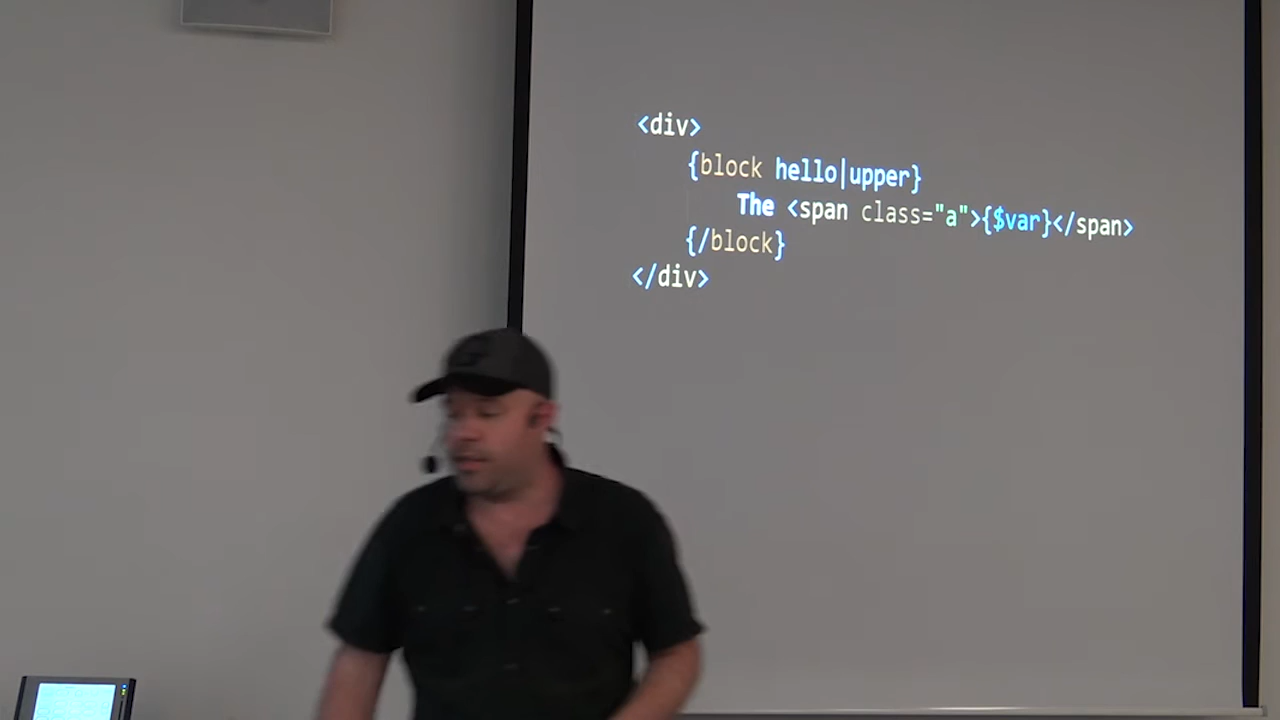 <div>
{block hello|upper}
The <span class="a">{$var}</span>
{/block}
</div>